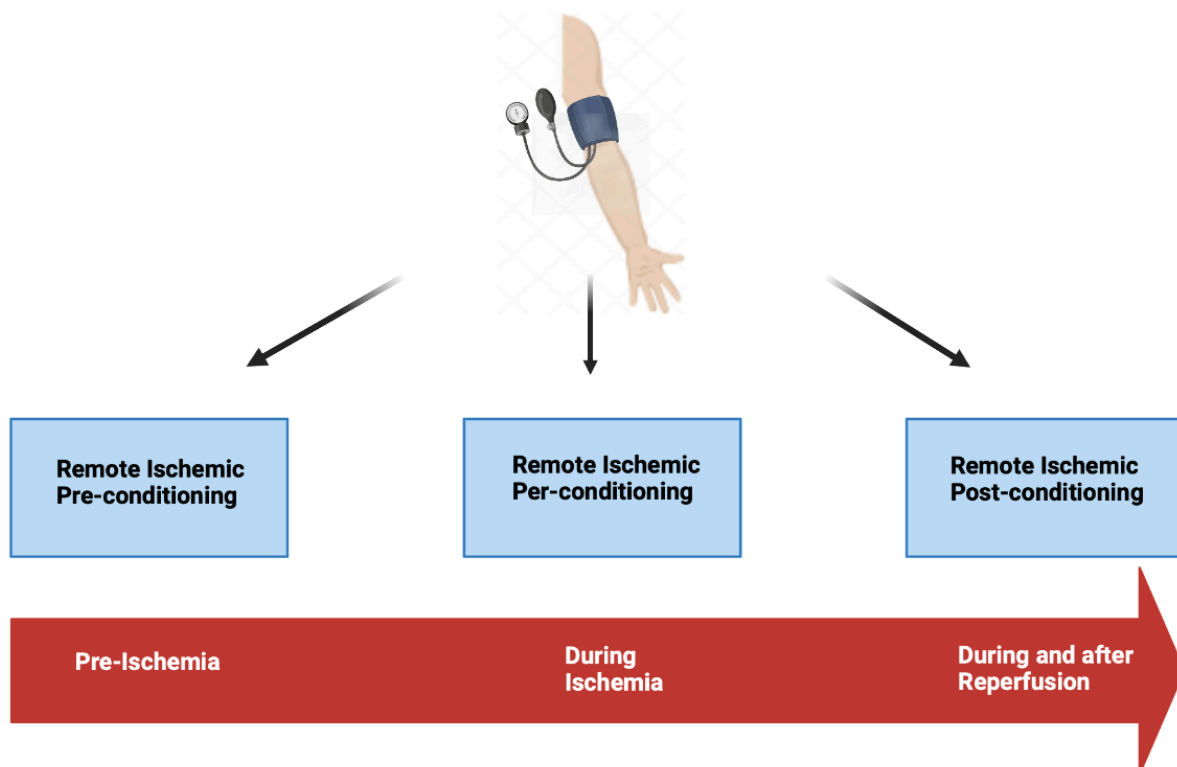 Remote Ischemic
Pre-conditioning
Remote Ischemic
Per-conditioning
Remote Ischemic
Post-conditioning
Pre-Ischemia
During
Ischemia
During and after
Reperfusion